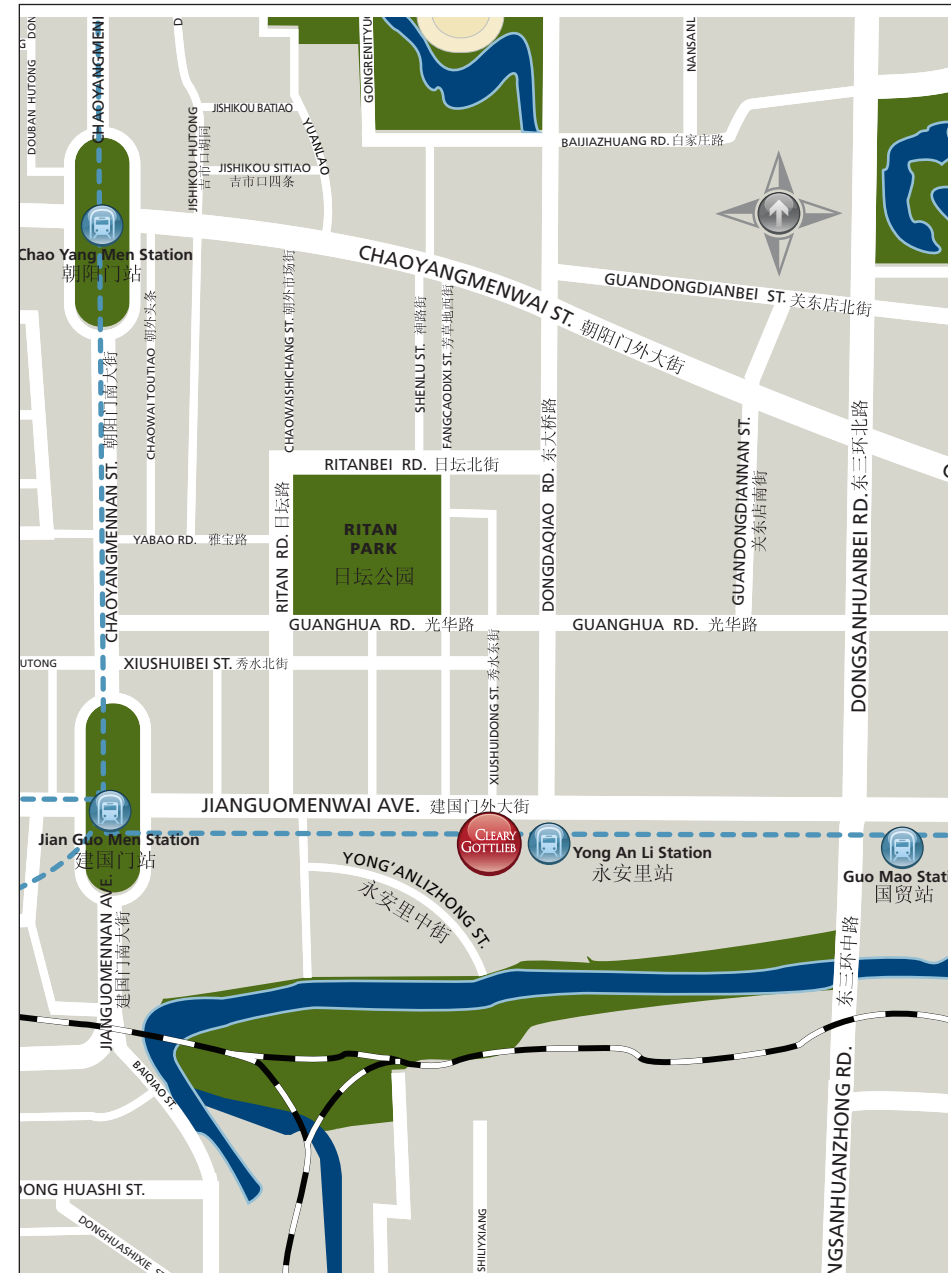 DOUBAN HUTONG
DON
CHAOYANGMEN
D
GONGRENTIYU
NANSANL
JISHIKOU BATIAO
YUANLAO
JISHIKOU HUTONG
吉市口胡同
JISHIKOU SITIAO
吉市口四条
BAIJIAZHUANG RD. 白家庄路
Chao Yang Men Station
朝阳门站
CHAOYANGMENWAI ST. 朝阳门外大街
GUANDONGDIANBEI ST. 关东店北街
CHAOWAI TOUTIAO 朝外头条
CHAOWAISHICHANG ST. 朝外市场街
SHENLU ST. 神路街
FANGCAODIXI ST. 芳草地西街
CHAOYANGMENNAN ST. 朝阳门南大街
RITANBEI RD. 日坛北街
DONGDAQIAO RD. 东大桥路
GUANDONGDIANNAN ST.
关东店南街
DONGSANHUANBEI RD. 东三环北路
RITAN RD. 日坛路
RITAN
PARK
日坛公园
YABAO RD. 雅宝路
GUANGHUA RD. 光华路
GUANGHUA RD. 光华路
UTONG
XIUSHUIBEI ST. 秀水北街
XIUSHUIDONG ST. 秀水东街
JIANGUOMENWAI AVE. 建国门外大街
Jian Guo Men Station
建国门站
CLEARY
GOTTLIEB
Yong An Li Station
永安里站
Guo Mao Stati
国贸站
YONG'ANLIZHONG ST.
永安里中街
JIANGUOMENNAN AVE.
建国门南大街
东三环中路
NGSANHUANZHONG RD.
BAIQIAO ST.
DONG HUASHI ST.
DONGHUASHIXIE ST
SHILIYXIANG